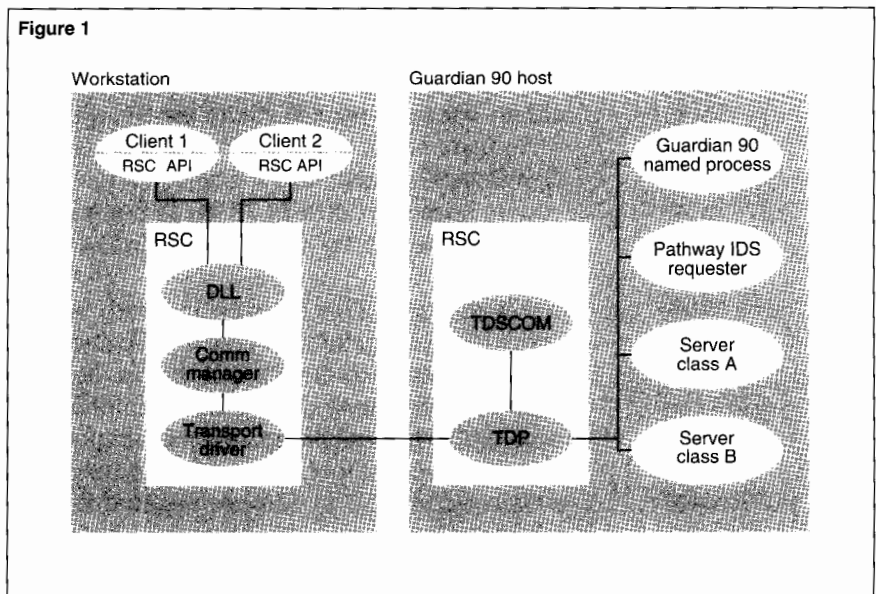 Figure 1
Workstation
Guardian 90 host
Client 1
RSC API
Client 2
RSC API
RSC
DLL
Comm
manager
Transport
driver
RSC
TDSCOM
TDP
Guardian 90
named process
Pathway IDS
requester
Server
class A
Server
class B